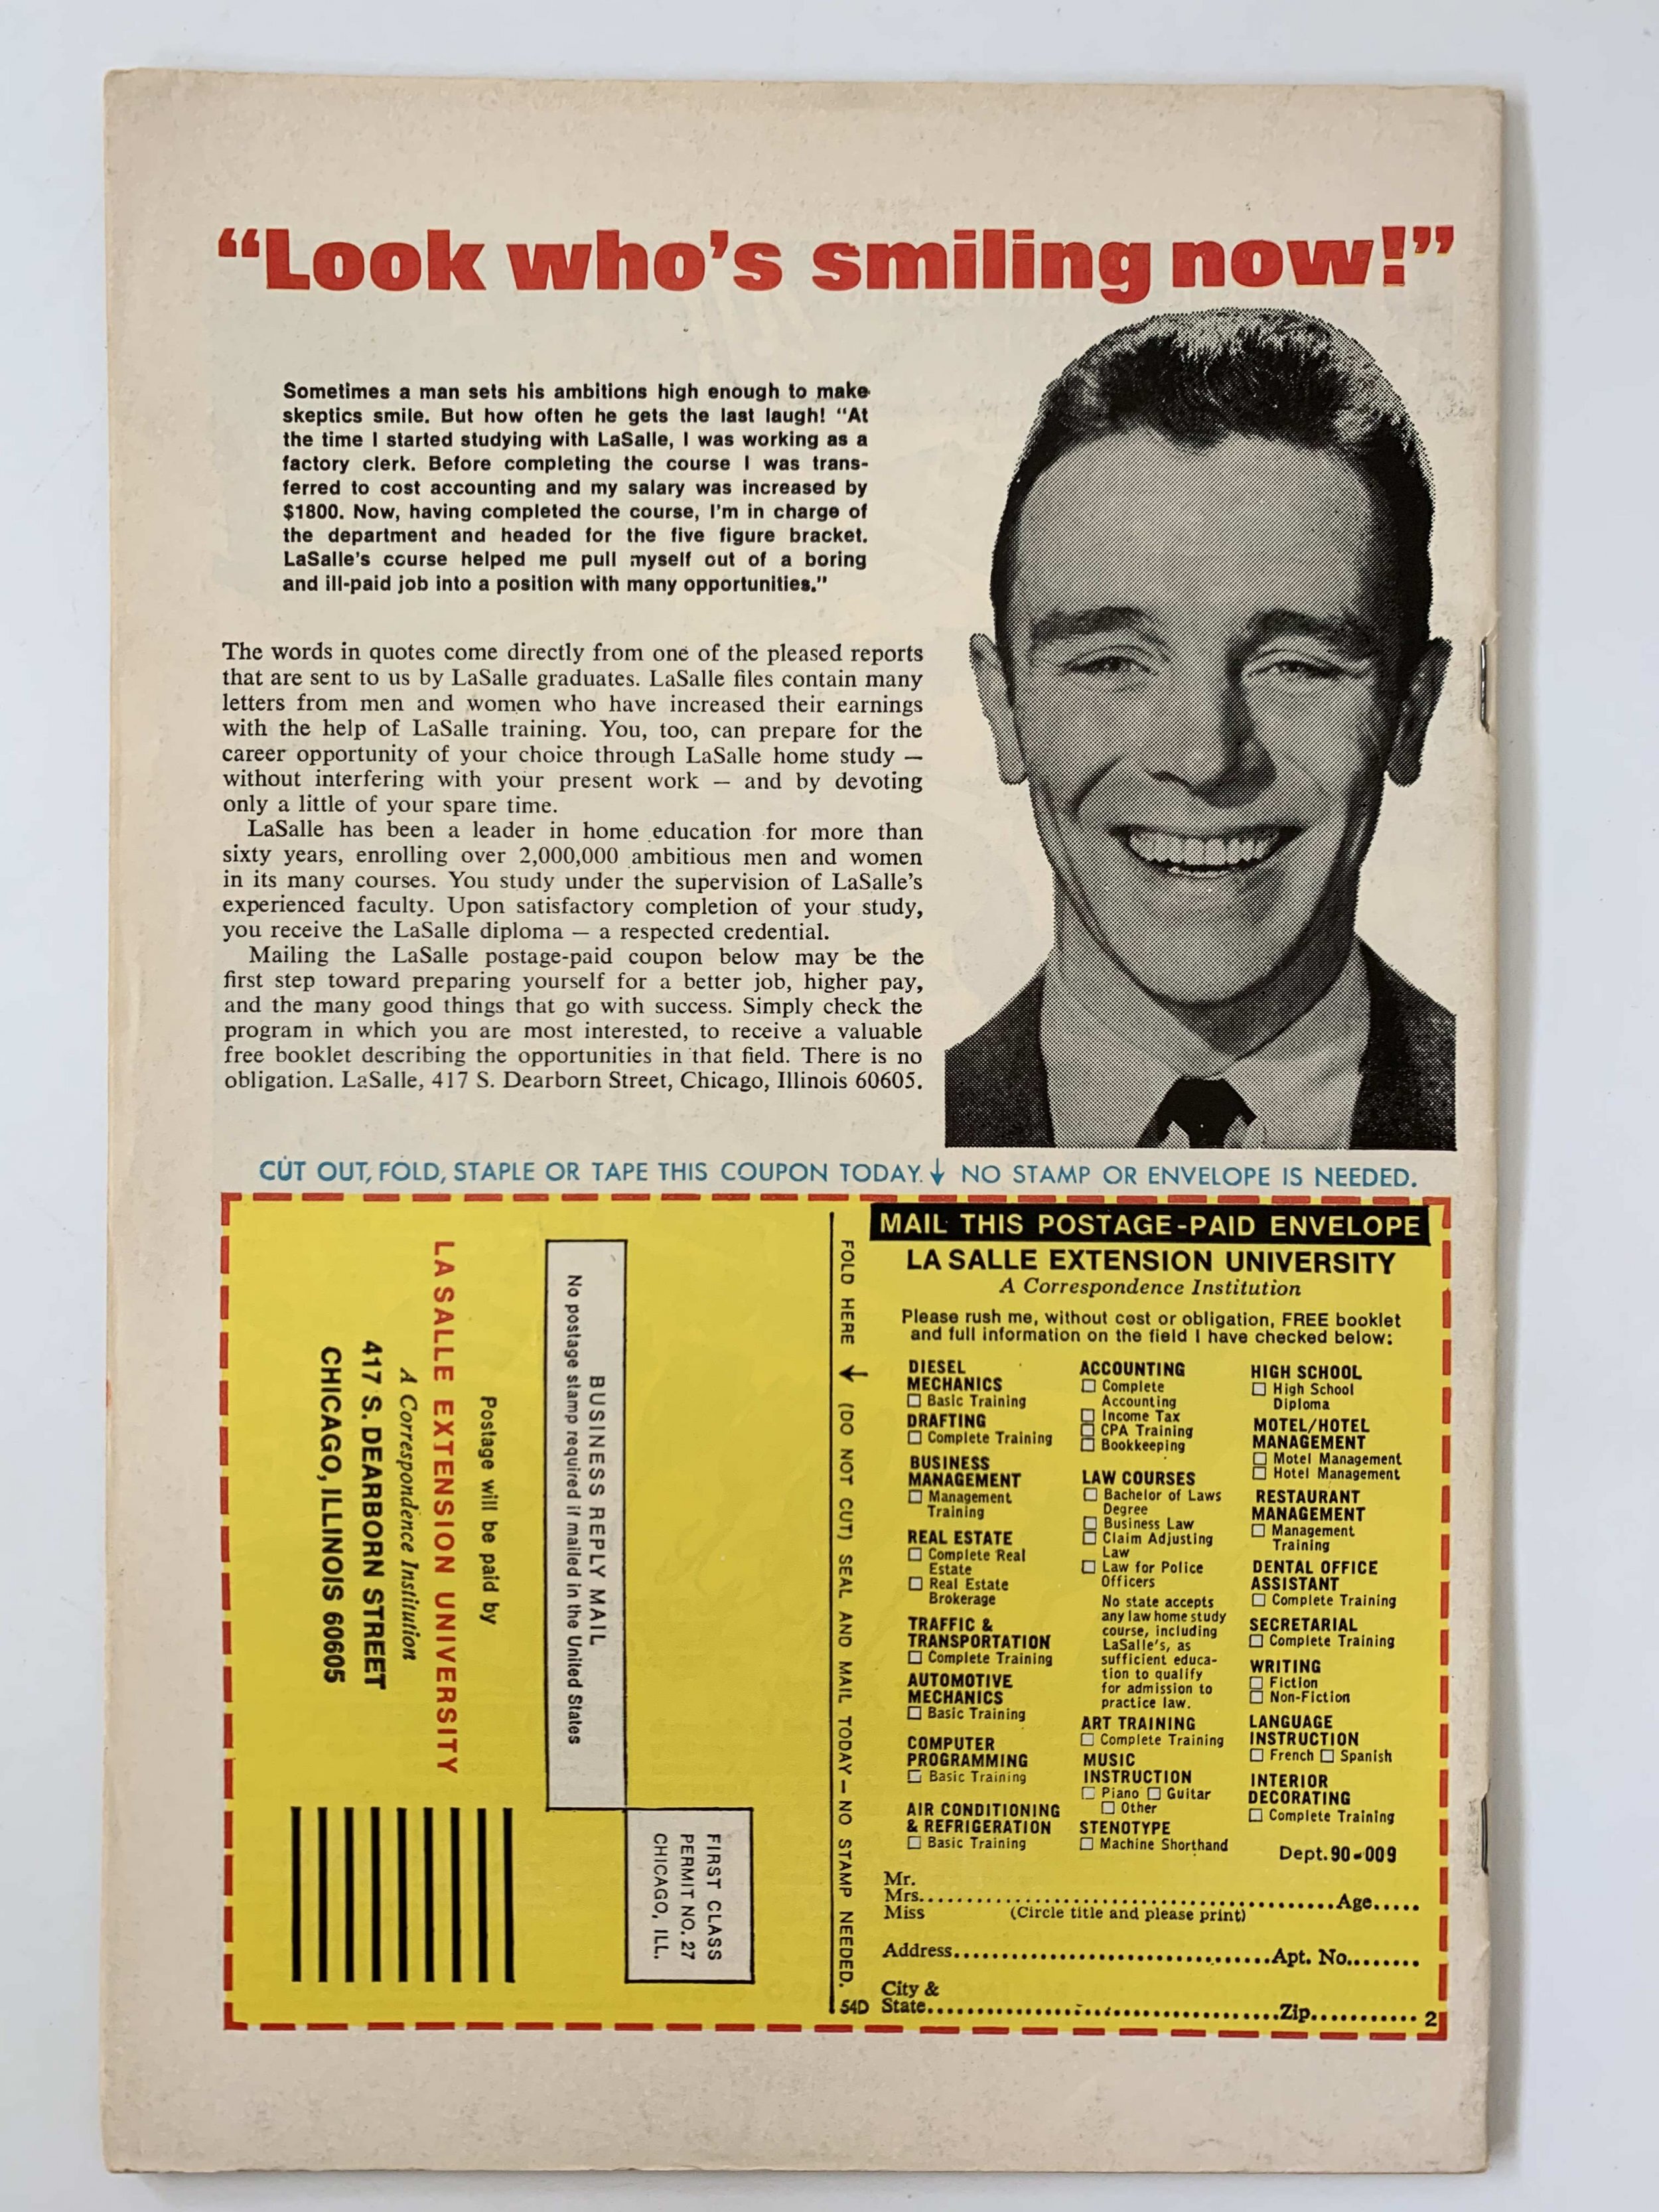 “Look who’s smiling now!”
Sometimes a man sets his ambitions high enough to make
skeptics smile. But how often he gets the last laugh! “At
the time I started studying with LaSalle, I was working as a
factory clerk. Before completing the course I was trans-
ferred to cost accounting and my salary was increased by
$1800. Now, having completed the course, I’m in charge of
the department and headed for the five figure bracket.
LaSalle’s course helped me pull myself out of a boring
and ill-paid job into a position with many opportunities.”
The words in quotes come directly from one of the pleased reports
that are sent to us by LaSalle graduates. LaSalle files contain many
letters from men and women who have increased their earnings
with the help of LaSalle training. You, too, can prepare for the
career opportunity of your choice through LaSalle home study —
without interfering with your present work — and by devoting
only a little of your spare time.
LaSalle has been a leader in home education for more than
sixty years, enrolling over 2,000,000 ambitious men and women
in its many courses. You study under the supervision of LaSalle’s
experienced faculty. Upon satisfactory completion of your study,
you receive the LaSalle diploma — a respected credential.
Mailing the LaSalle postage-paid coupon below may be the
first step toward preparing yourself for a better job, higher pay,
and the many good things that go with success. Simply check the
program in which you are most interested, to receive a valuable
free booklet describing the opportunities in that field. There is no
obligation. LaSalle, 417 S. Dearborn Street, Chicago, Illinois 60605.
CUT OUT, FOLD, STAPLE OR TAPE THIS COUPON TODAY. ↓ NO STAMP OR ENVELOPE IS NEEDED.
FIRST CLASS
PERMIT NO. 27
CHICAGO, ILL.
BUSINESS REPLY MAIL
No postage stamp required if mailed in the United States
Postage will be paid by
LA SALLE EXTENSION UNIVERSITY
A Correspondence Institution
417 S. DEARBORN STREET
CHICAGO, ILLINOIS 60605
FOLD HERE ↓ (DO NOT CUT) SEAL AND MAIL TODAY — NO STAMP NEEDED.
54D
MAIL THIS POSTAGE-PAID ENVELOPE
LA SALLE EXTENSION UNIVERSITY
A Correspondence Institution
Please rush me, without cost or obligation, FREE booklet
and full information on the field I have checked below:
DIESEL
MECHANICS
☐ Basic Training
DRAFTING
☐ Complete Training
BUSINESS
MANAGEMENT
☐ Management
Training
REAL ESTATE
☐ Complete Real
Estate
☐ Real Estate
Brokerage
TRAFFIC &
TRANSPORTATION
☐ Complete Training
AUTOMOTIVE
MECHANICS
☐ Basic Training
COMPUTER
PROGRAMMING
☐ Basic Training
AIR CONDITIONING
& REFRIGERATION
☐ Basic Training
ACCOUNTING
☐ Complete
Accounting
☐ Income Tax
☐ CPA Training
☐ Bookkeeping
LAW COURSES
☐ Bachelor of Laws
Degree
☐ Business Law
☐ Claim Adjusting
Law
☐ Law for Police
Officers
No state accepts
any law home study
course, including
LaSalle’s, as
sufficient educa-
tion to qualify
for admission to
practice law.
ART TRAINING
☐ Complete Training
MUSIC
INSTRUCTION
☐ Piano ☐ Guitar
☐ Other
STENOTYPE
☐ Machine Shorthand
HIGH SCHOOL
☐ High School
Diploma
MOTEL/HOTEL
MANAGEMENT
☐ Motel Management
☐ Hotel Management
RESTAURANT
MANAGEMENT
☐ Management
Training
DENTAL OFFICE
ASSISTANT
☐ Complete Training
SECRETARIAL
☐ Complete Training
WRITING
☐ Fiction
☐ Non-Fiction
LANGUAGE
INSTRUCTION
☐ French ☐ Spanish
INTERIOR
DECORATING
☐ Complete Training
Dept. 90-009
Mr.
Mrs. ........ Age.....
Miss (Circle title and please print)
Address ........ Apt. No.........
City &
State ........ Zip........... 2